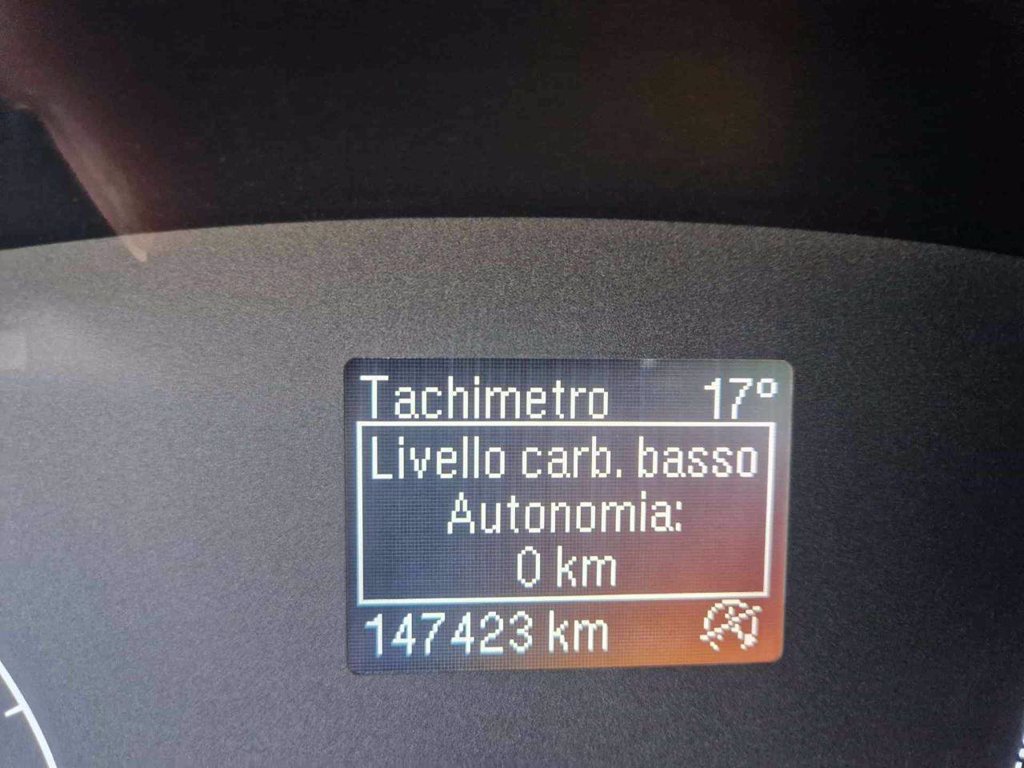 Tachimetro 17°
Livello carb. basso
Autonomia:
0 km
147423 km